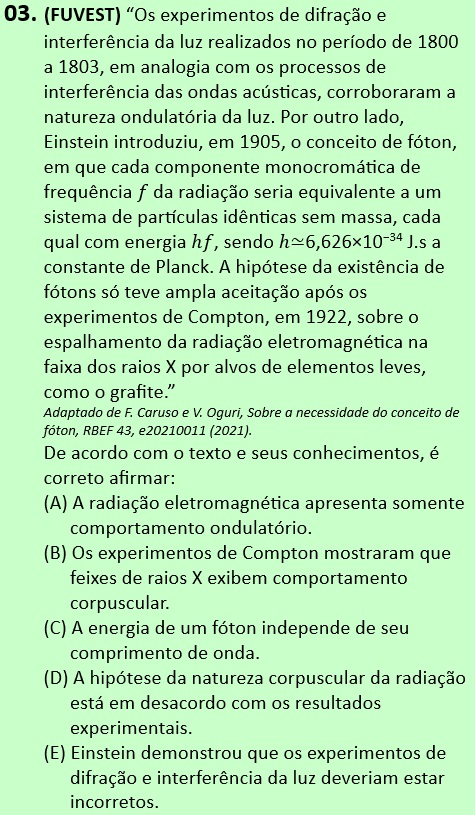 03. (FUVEST) “Os experimentos de difração e
interferência da luz realizados no período de 1800
a 1803, em analogia com os processos de
interferência das ondas acústicas, corroboraram a
natureza ondulatória da luz. Por outro lado,
Einstein introduziu, em 1905, o conceito de fóton,
em que cada componente monocromática de
frequência f da radiação seria equivalente a um
sistema de partículas idênticas sem massa, cada
qual com energia hf, sendo h≃6,626×10⁻³⁴ J.s a
constante de Planck. A hipótese da existência de
fótons só teve ampla aceitação após os
experimentos de Compton, em 1922, sobre o
espalhamento da radiação eletromagnética na
faixa dos raios X por alvos de elementos leves,
como o grafite.”
Adaptado de F. Caruso e V. Oguri, Sobre a necessidade do conceito de
fóton, RBEF 43, e20210011 (2021).
De acordo com o texto e seus conhecimentos, é
correto afirmar:
(A) A radiação eletromagnética apresenta somente
comportamento ondulatório.
(B) Os experimentos de Compton mostraram que
feixes de raios X exibem comportamento
corpuscular.
(C) A energia de um fóton independe de seu
comprimento de onda.
(D) A hipótese da natureza corpuscular da radiação
está em desacordo com os resultados
experimentais.
(E) Einstein demonstrou que os experimentos de
difração e interferência da luz deveriam estar
incorretos.